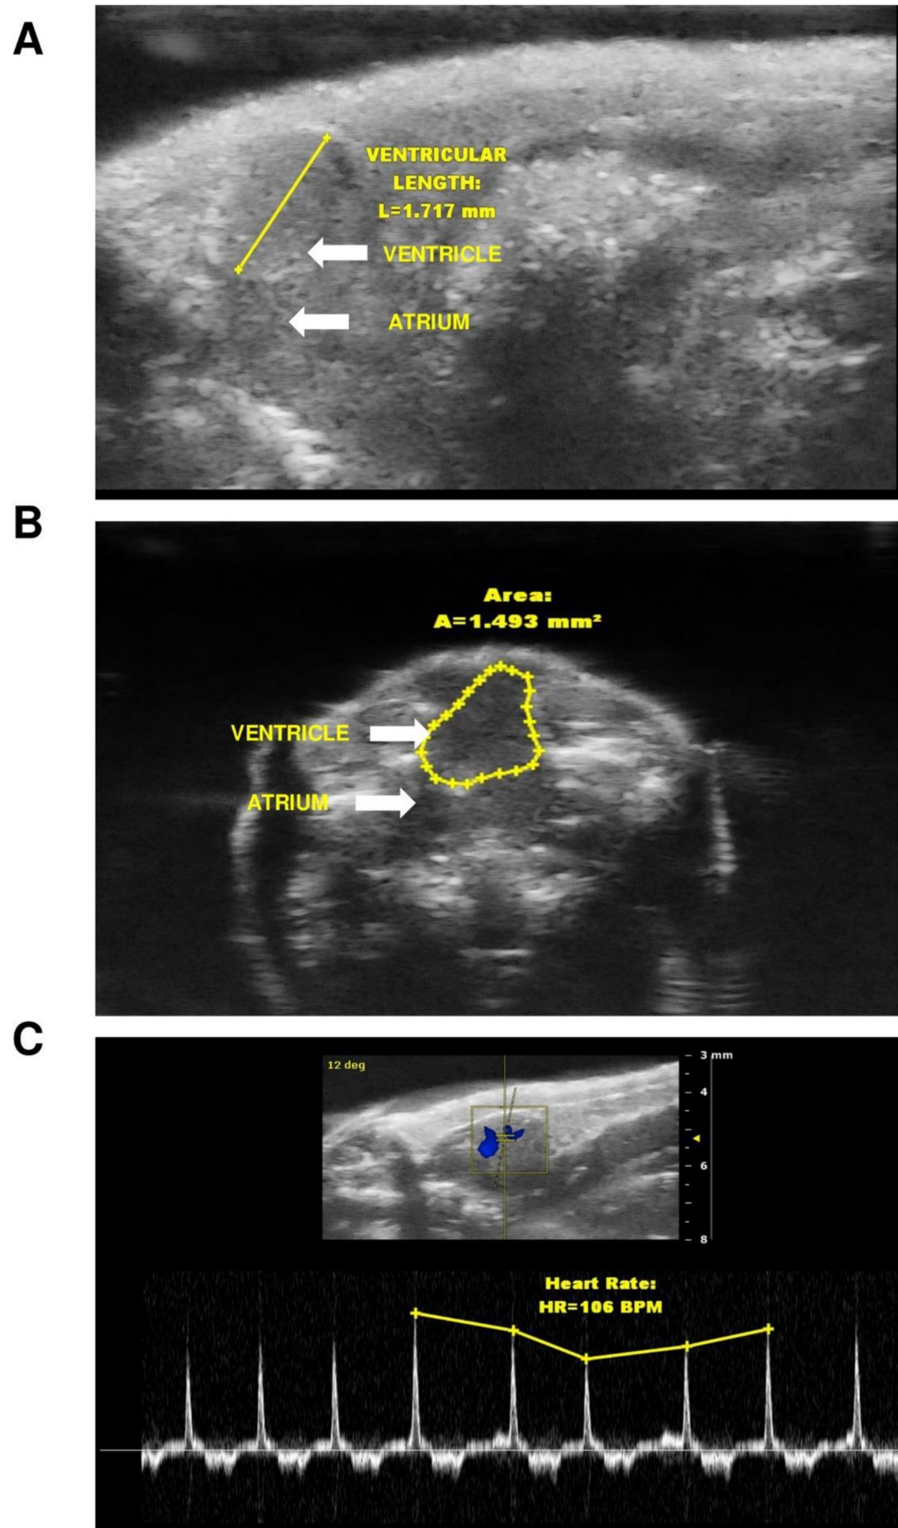 A
VENTRICULAR
LENGTH:
L=1.717 mm
VENTRICLE
ATRIUM
B
Area:
A=1.493 mm²
VENTRICLE
ATRIUM
C
12 deg
3 mm
4
6
8
Heart Rate:
HR=106 BPM